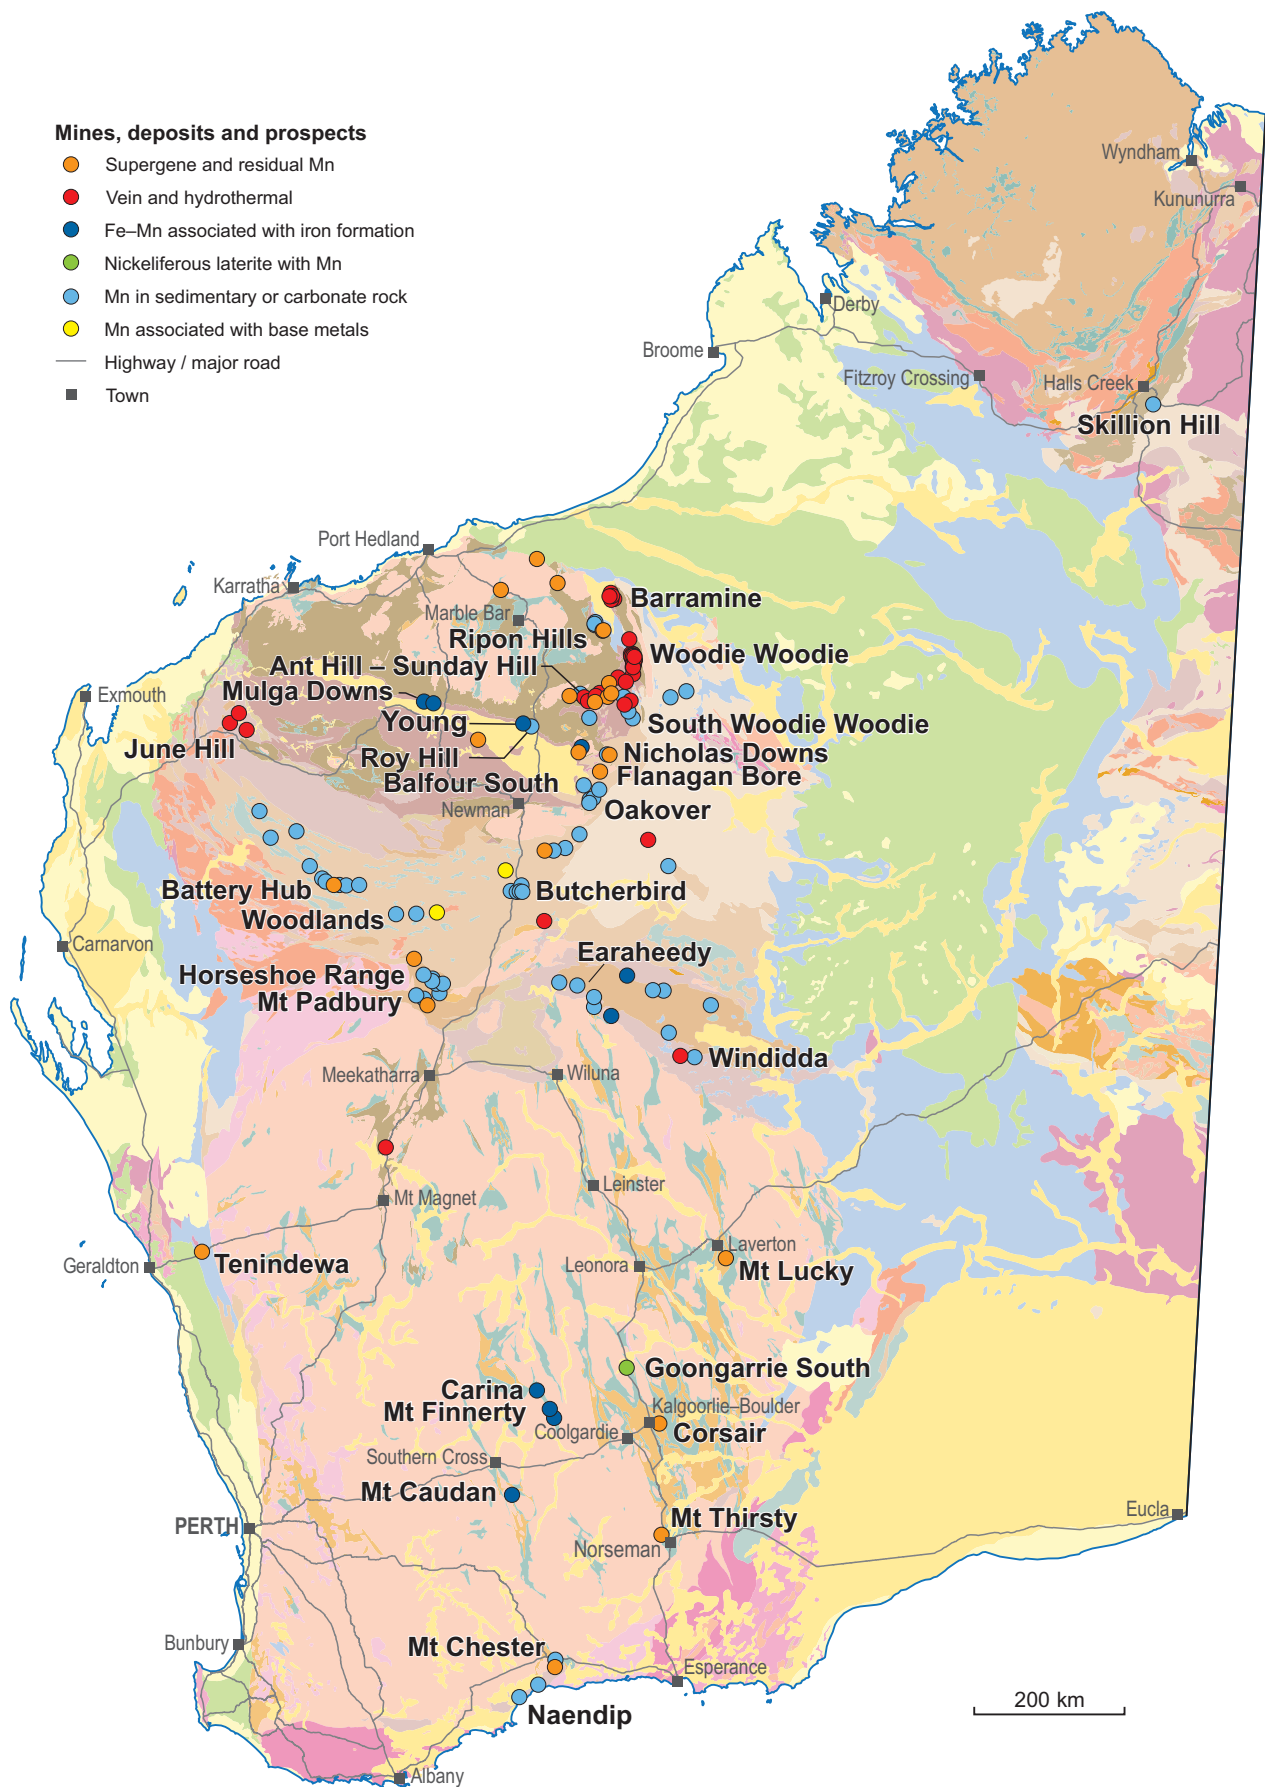 Mines, deposits and prospects
Supergene and residual Mn
Vein and hydrothermal
Fe–Mn associated with iron formation
Nickeliferous laterite with Mn
Mn in sedimentary or carbonate rock
Mn associated with base metals
Highway / major road
Town
Wyndham
Kununurra
Derby
Broome
Fitzroy Crossing
Halls Creek
Skillion Hill
Port Hedland
Karratha
Marble Bar
Barramine
Ripon Hills
Woodie Woodie
Ant Hill – Sunday Hill
Mulga Downs
Exmouth
Young
South Woodie Woodie
June Hill
Roy Hill
Nicholas Downs
Balfour South
Flanagan Bore
Newman
Oakover
Battery Hub
Butcherbird
Woodlands
Carnarvon
Earaheedy
Horseshoe Range
Mt Padbury
Windidda
Meekatharra
Wiluna
Leinster
Mt Magnet
Laverton
Geraldton
Tenindewa
Leonora
Mt Lucky
Goongarrie South
Carina
Mt Finnerty
Kalgoorlie–Boulder
Coolgardie
Corsair
Southern Cross
Mt Caudan
Eucla
PERTH
Mt Thirsty
Norseman
Bunbury
Mt Chester
Esperance
Naendip
200 km
Albany